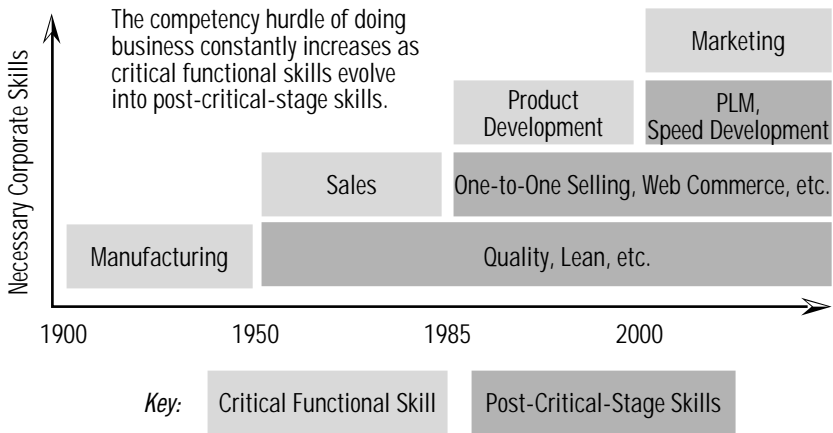 The competency hurdle of doing
business constantly increases as
critical functional skills evolve
into post-critical-stage skills.
Necessary Corporate Skills
Marketing
Product
Development
PLM,
Speed Development
Sales
One-to-One Selling, Web Commerce, etc.
Manufacturing
Quality, Lean, etc.
1900
1950
1985
2000
Key:
Critical Functional Skill
Post-Critical-Stage Skills